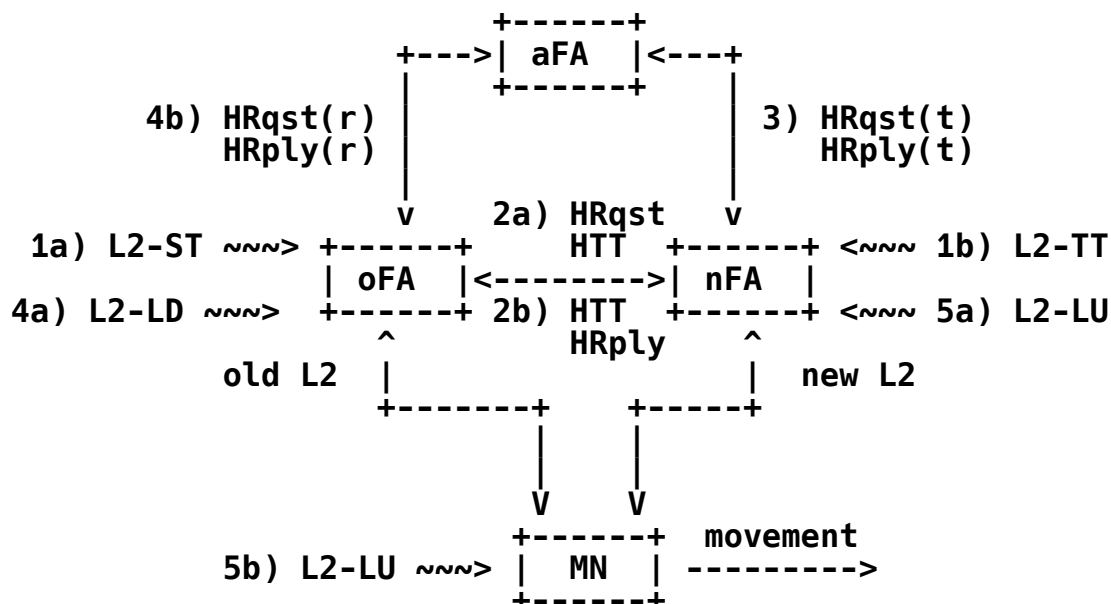 +------+
+--->| aFA |<---+
| +------+ |
4b) HRqst(r) | | 3) HRqst(t)
HRply(r) | | HRply(t)
| |
v 2a) HRqst v
1a) L2-ST ~~~> +------+ HTT +------+ <~~~ 1b) L2-TT
| oFA |<-------->| nFA |
4a) L2-LD ~~~> +------+ 2b) HTT +------+ <~~~ 5a) L2-LU
^ HRply ^
old L2 | | new L2
+-------+ +-----+
| |
| |
V V
+------+ movement
5b) L2-LU ~~~> | MN | --------->
+------+